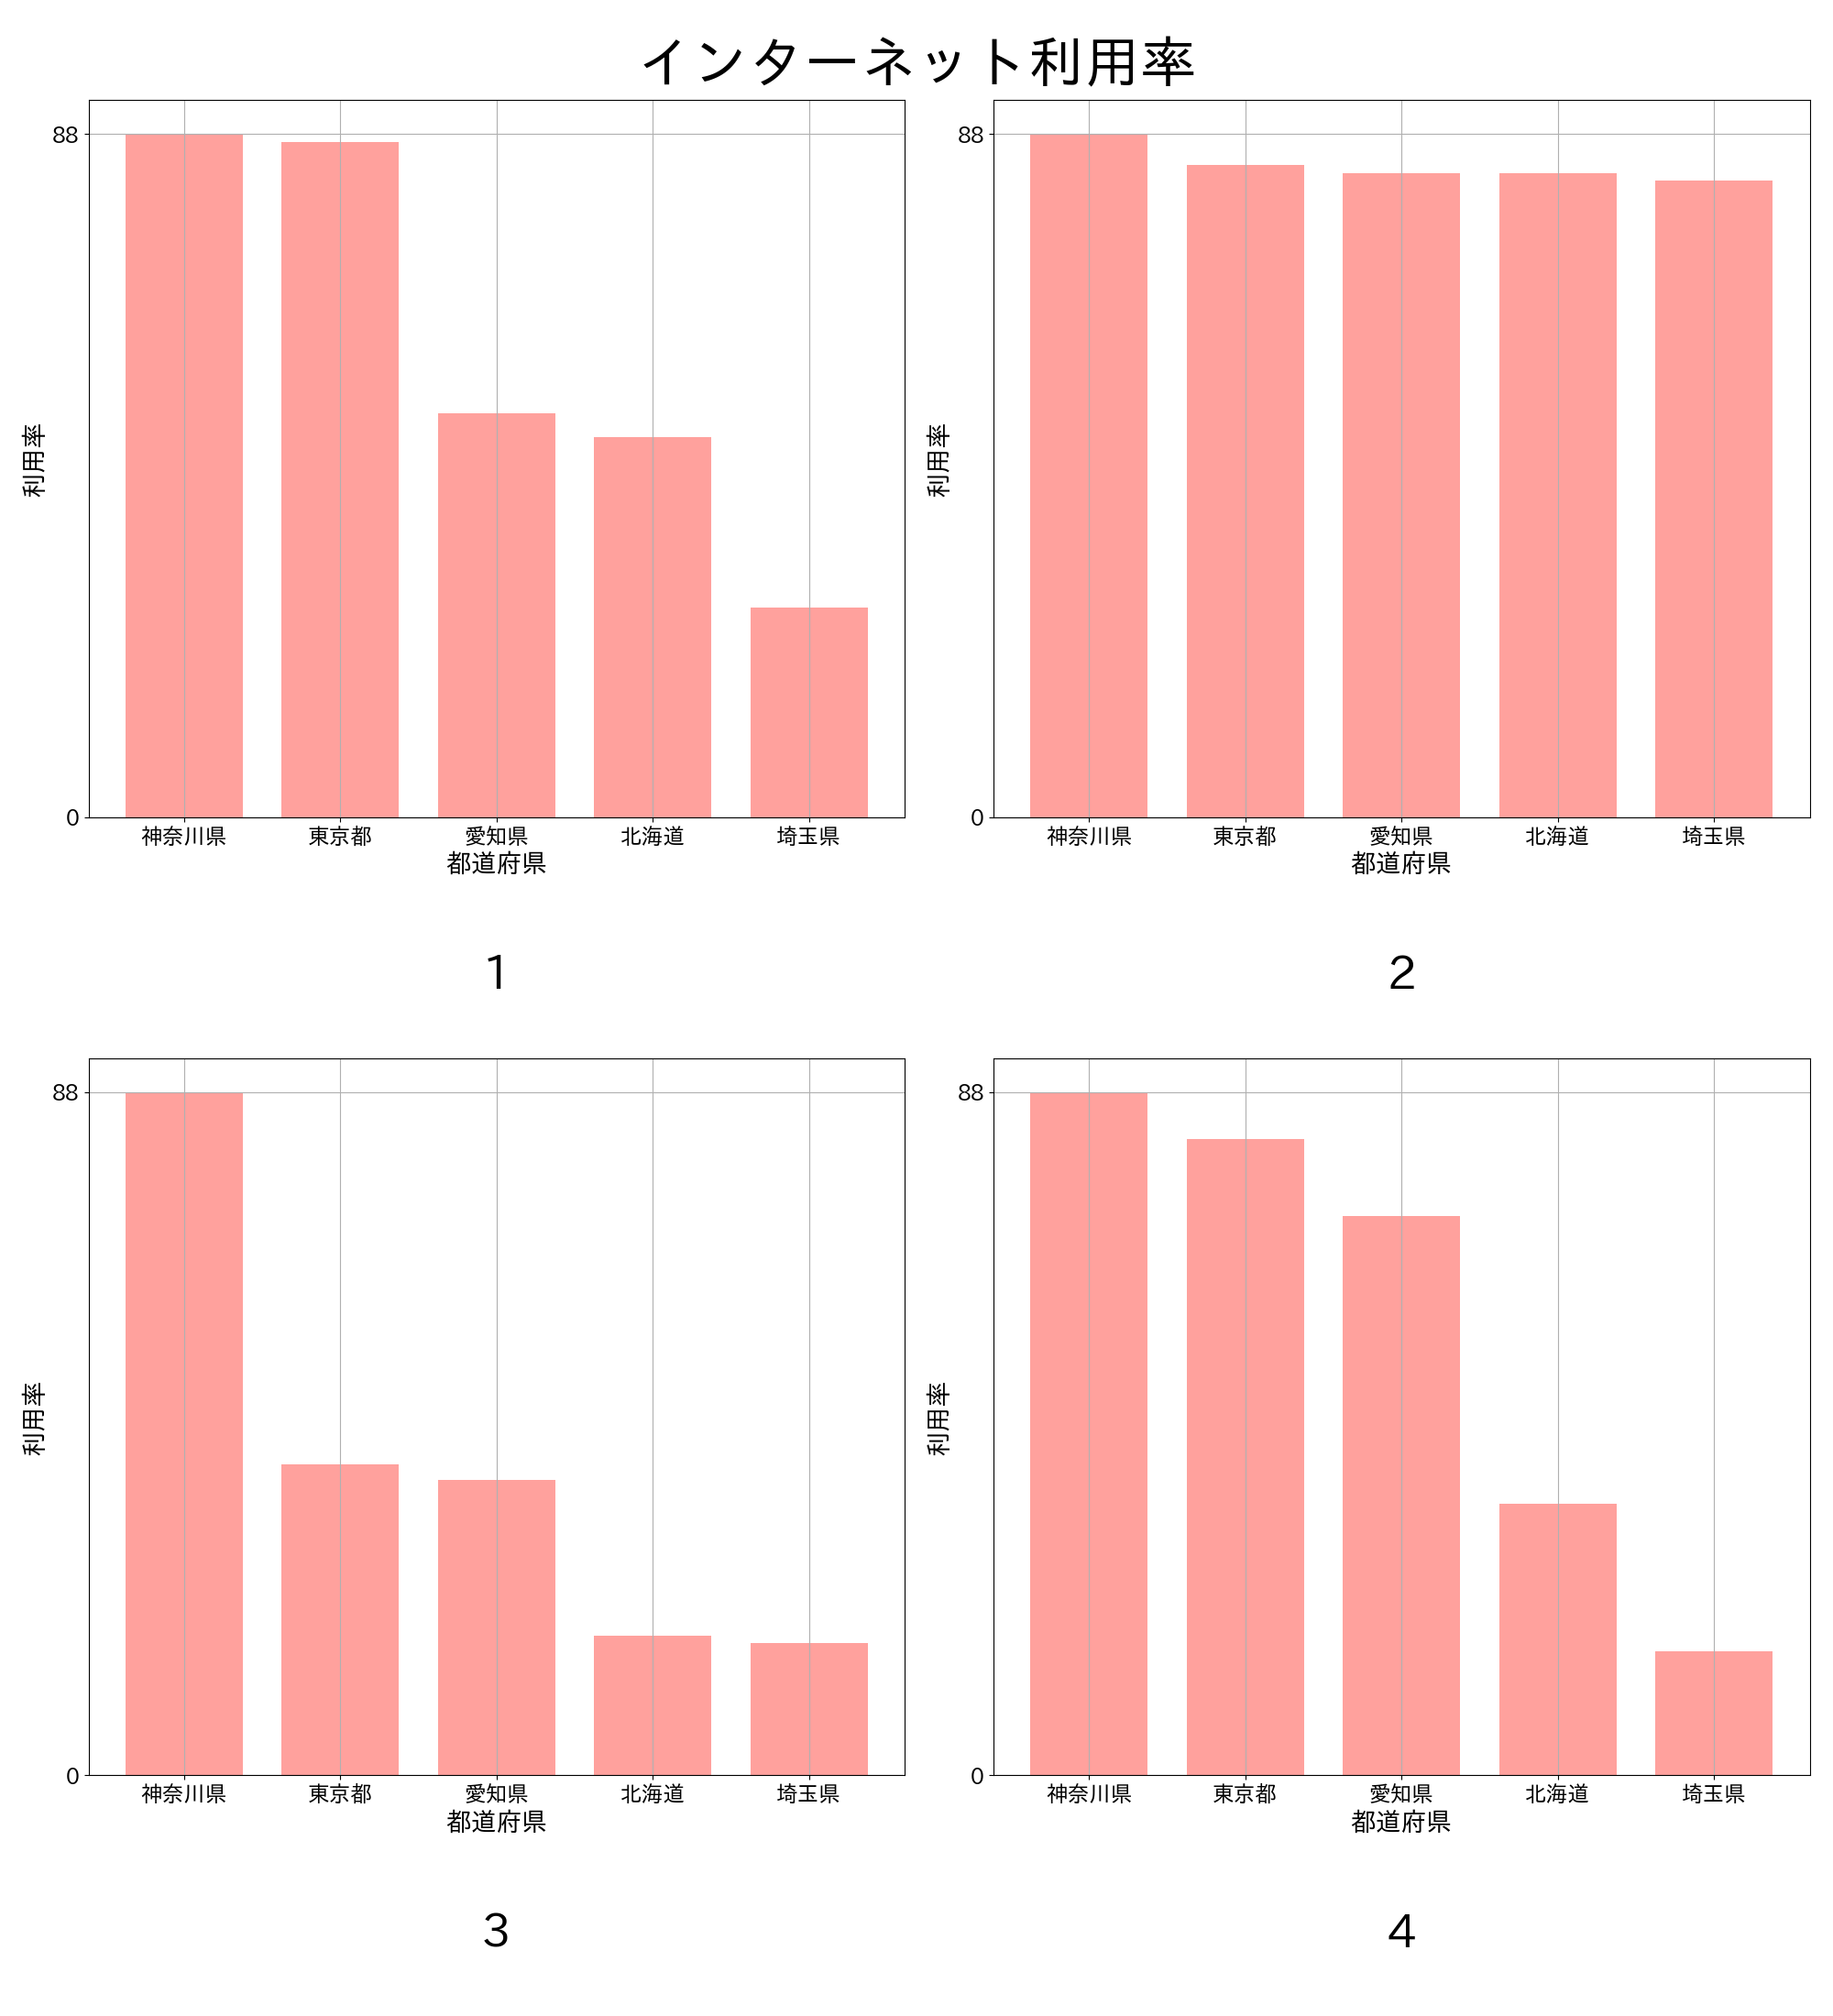 インターネット利用率
88
利用率
0
神奈川県 東京都 愛知県 北海道 埼玉県
都道府県
1
88
利用率
0
神奈川県 東京都 愛知県 北海道 埼玉県
都道府県
2
88
利用率
0
神奈川県 東京都 愛知県 北海道 埼玉県
都道府県
3
88
利用率
0
神奈川県 東京都 愛知県 北海道 埼玉県
都道府県
4